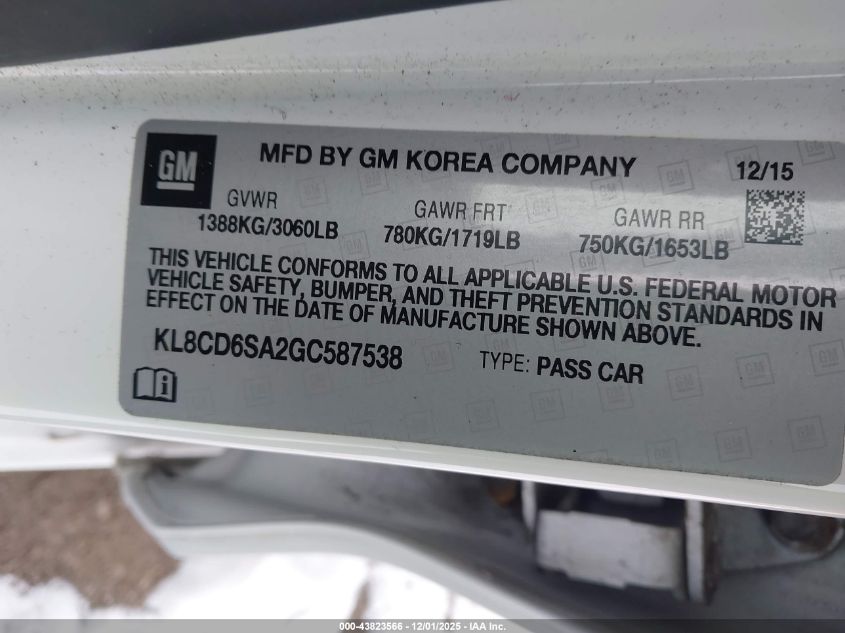 GM
MFD BY GM KOREA COMPANY 12/15
GVWR GAWR FRT GAWR RR
1388KG/3060LB 780KG/1719LB 750KG/1653LB
THIS VEHICLE CONFORMS TO ALL APPLICABLE U.S. FEDERAL MOTOR
VEHICLE SAFETY, BUMPER, AND THEFT PREVENTION STANDARDS IN
EFFECT ON THE DATE OF MANUFACTURE SHOWN ABOVE.
KL8CD6SA2GC587538 TYPE: PASS CAR
000-43823566 - 12/01/2025 - IAA Inc.